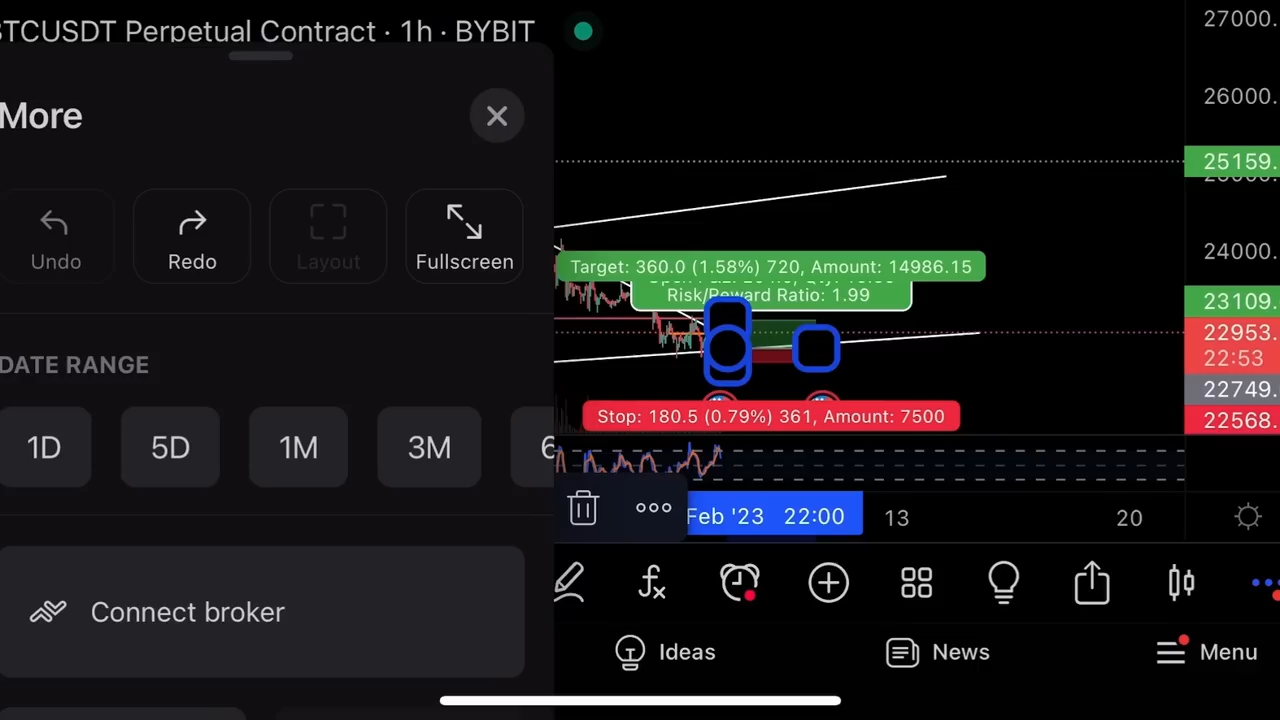 STCUSDT Perpetual Contract · 1h · BYBIT
More
Undo
Redo
Layout
Fullscreen
DATE RANGE
1D
5D
1M
3M
6
Connect broker
27000.
26000.
25159.
24000.
23109.
22953.
22:53
22749.
22568.
Target: 360.0 (1.58%) 720, Amount: 14986.15
Risk/Reward Ratio: 1.99
Stop: 180.5 (0.79%) 361, Amount: 7500
Feb '23 22:00
13
20
Ideas
News
Menu